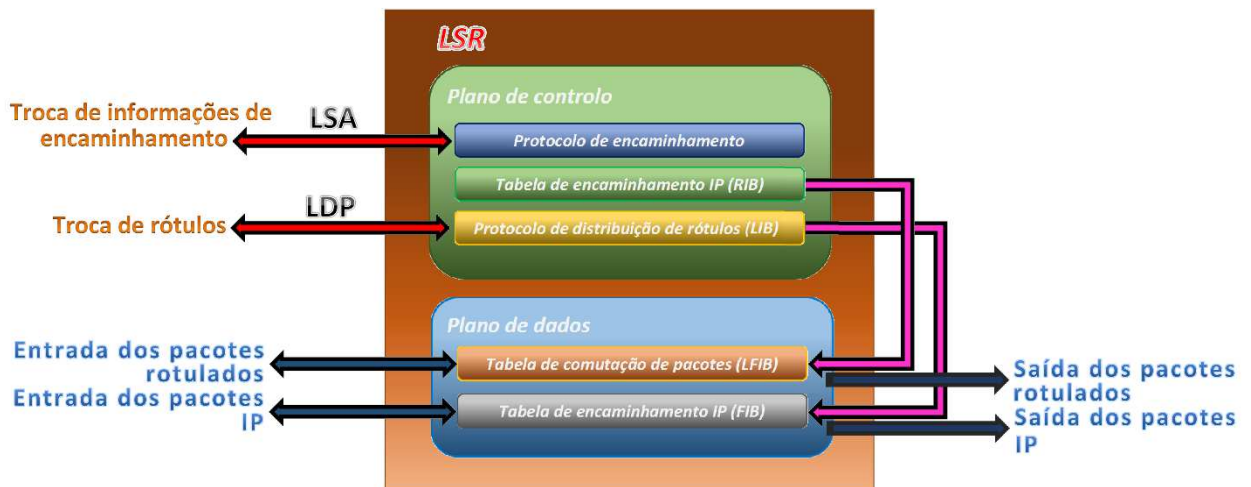 LSR
Plano de controlo
Troca de informações de
encaminhamento
LSA
Protocolo de encaminhamento
Tabela de encaminhamento IP (RIB)
Troca de rótulos
LDP
Protocolo de distribuição de rótulos (LIB)
Plano de dados
Entrada dos pacotes
rotulados
Tabela de comutação de pacotes (LFIB)
Saída dos pacotes
rotulados
Entrada dos pacotes
IP
Tabela de encaminhamento IP (FIB)
Saída dos pacotes
IP